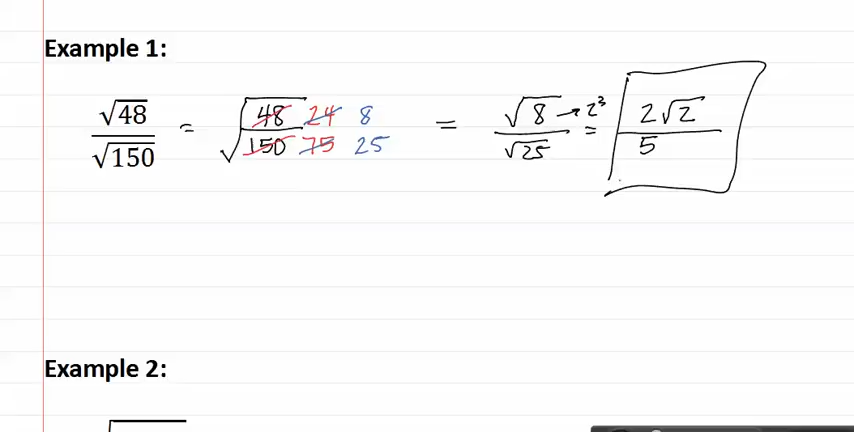 Example 1:
√48 / √150 = √(48/150) 24/75 8/25 = √8 / √25 → 2³ = 2√2 / 5
Example 2: